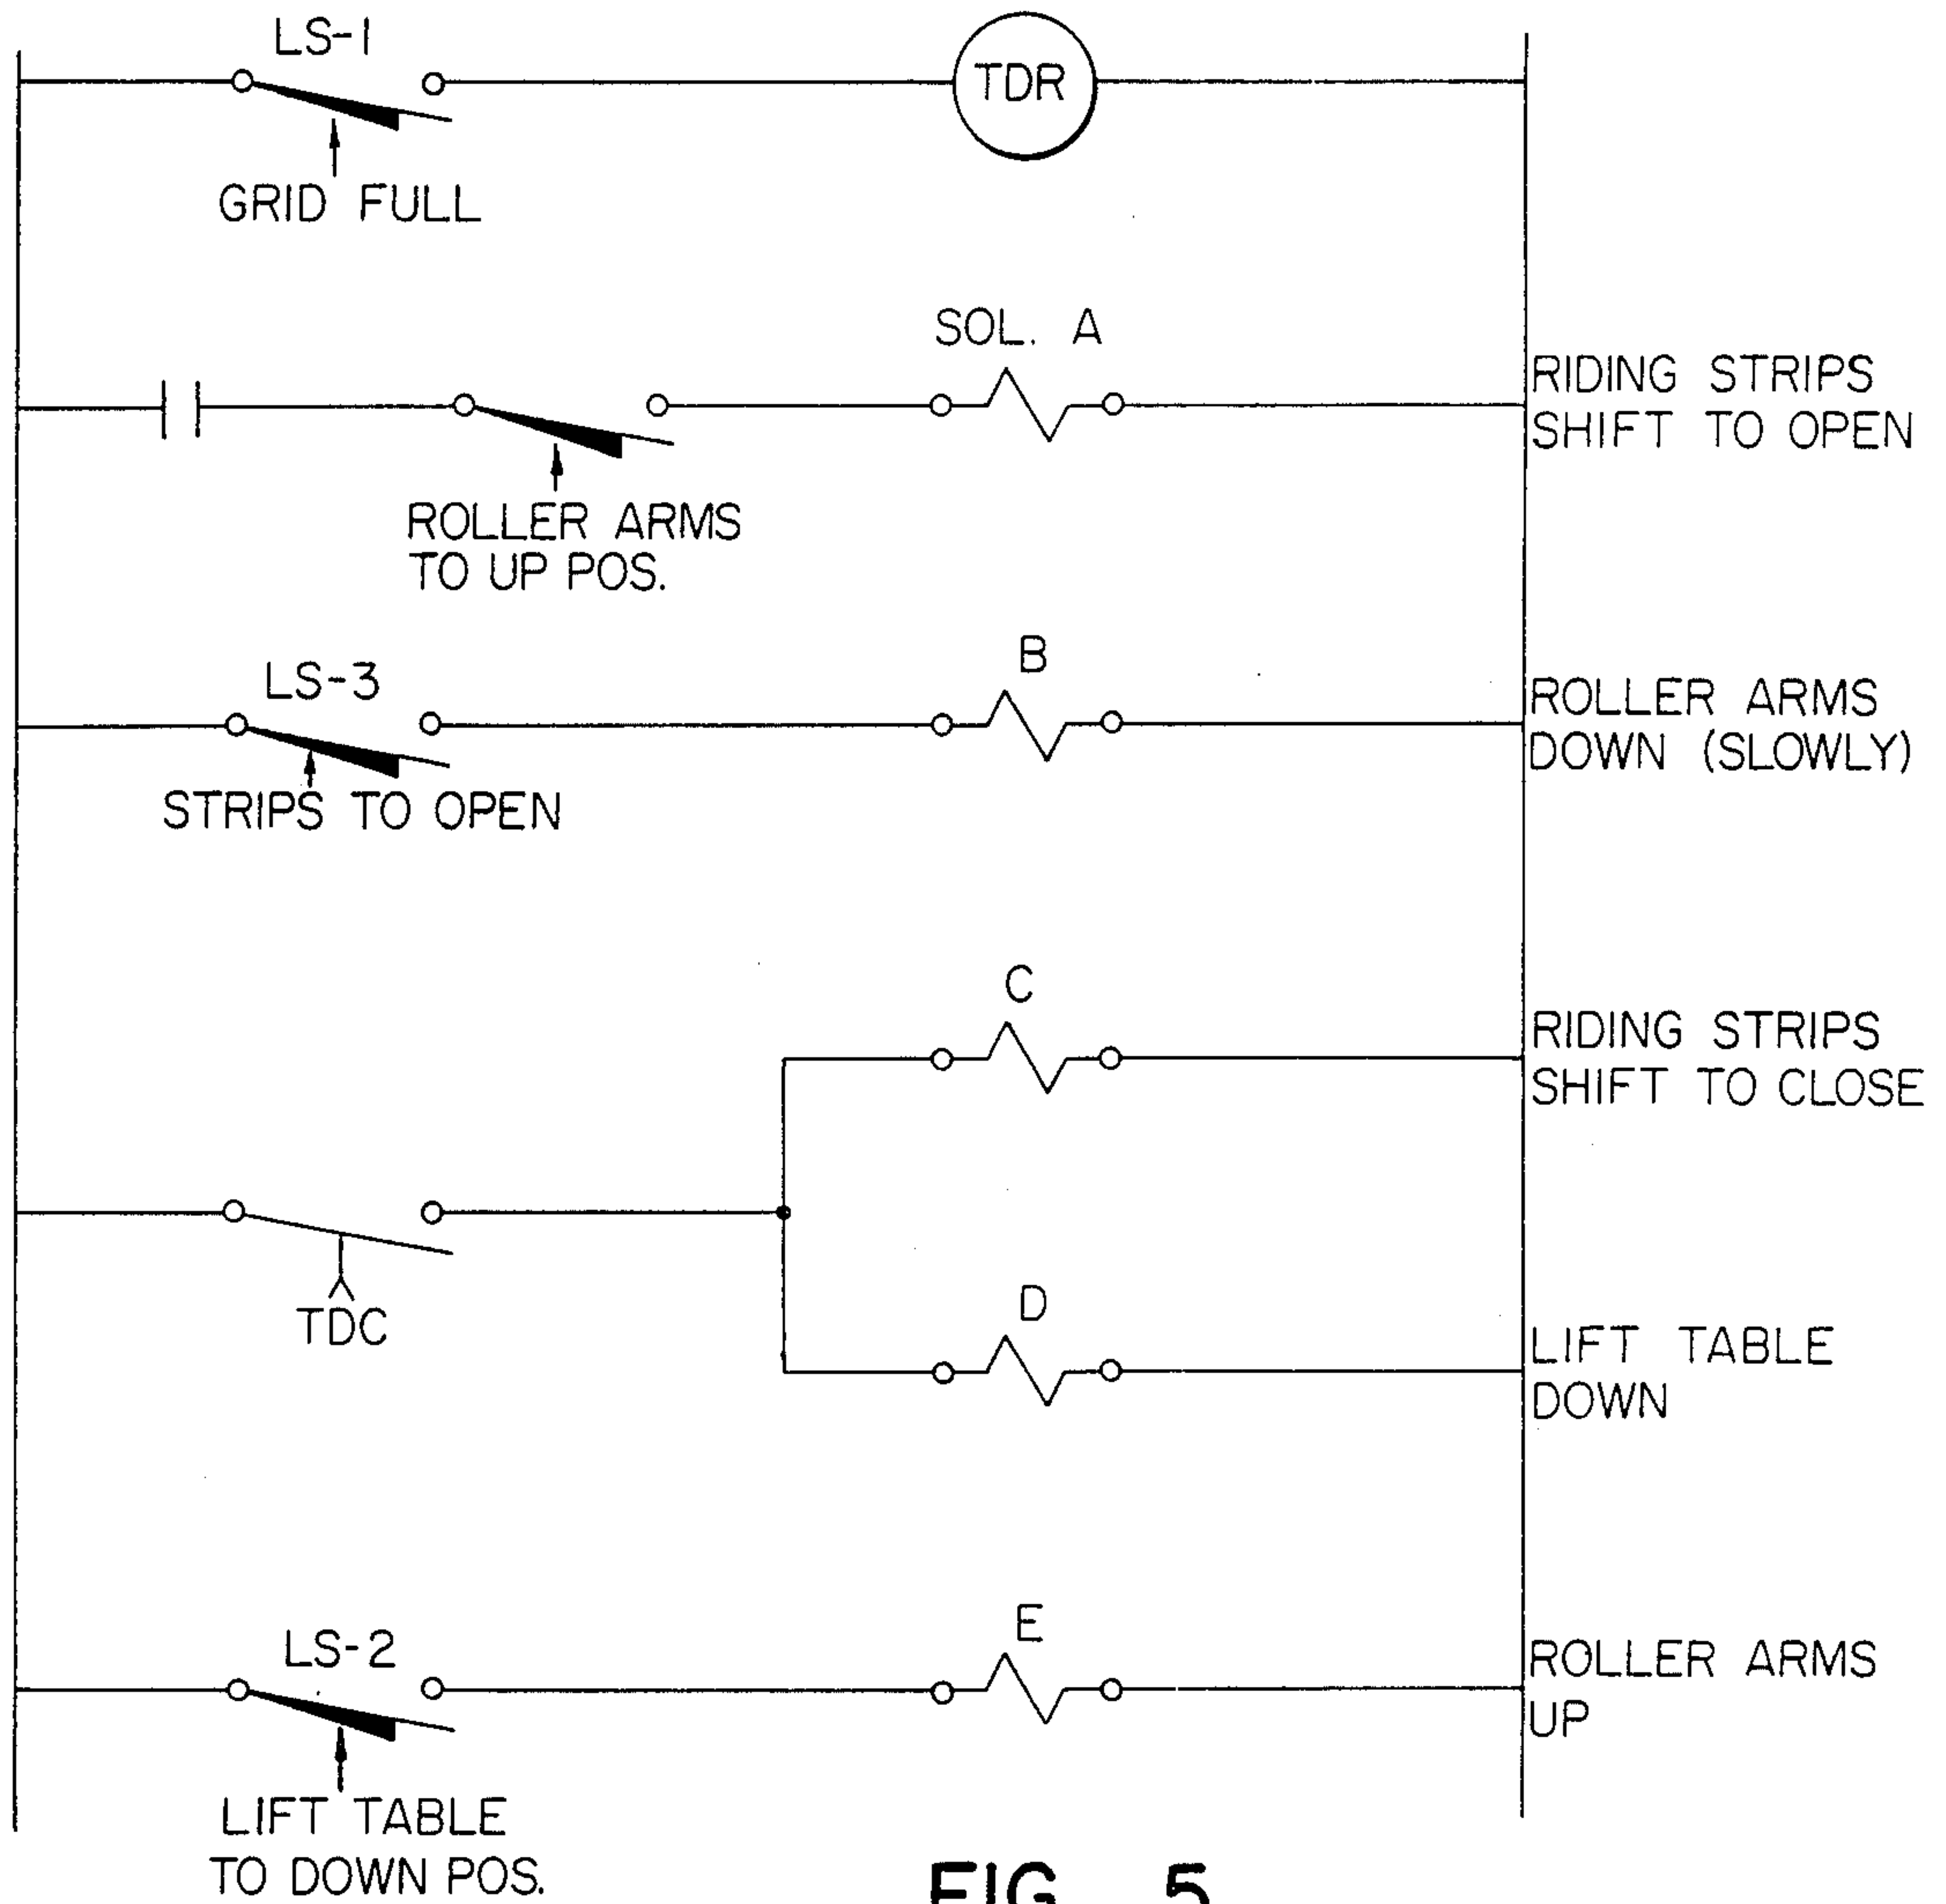 LS-1
TDR
GRID FULL
SOL. A
RIDING STRIPS
SHIFT TO OPEN
ROLLER ARMS
TO UP POS.
LS-3
B
ROLLER ARMS
DOWN (SLOWLY)
STRIPS TO OPEN
C
RIDING STRIPS
SHIFT TO CLOSE
TDC
D
LIFT TABLE
DOWN
LS-2
E
ROLLER ARMS
UP
LIFT TABLE
TO DOWN POS.
FIG. 5